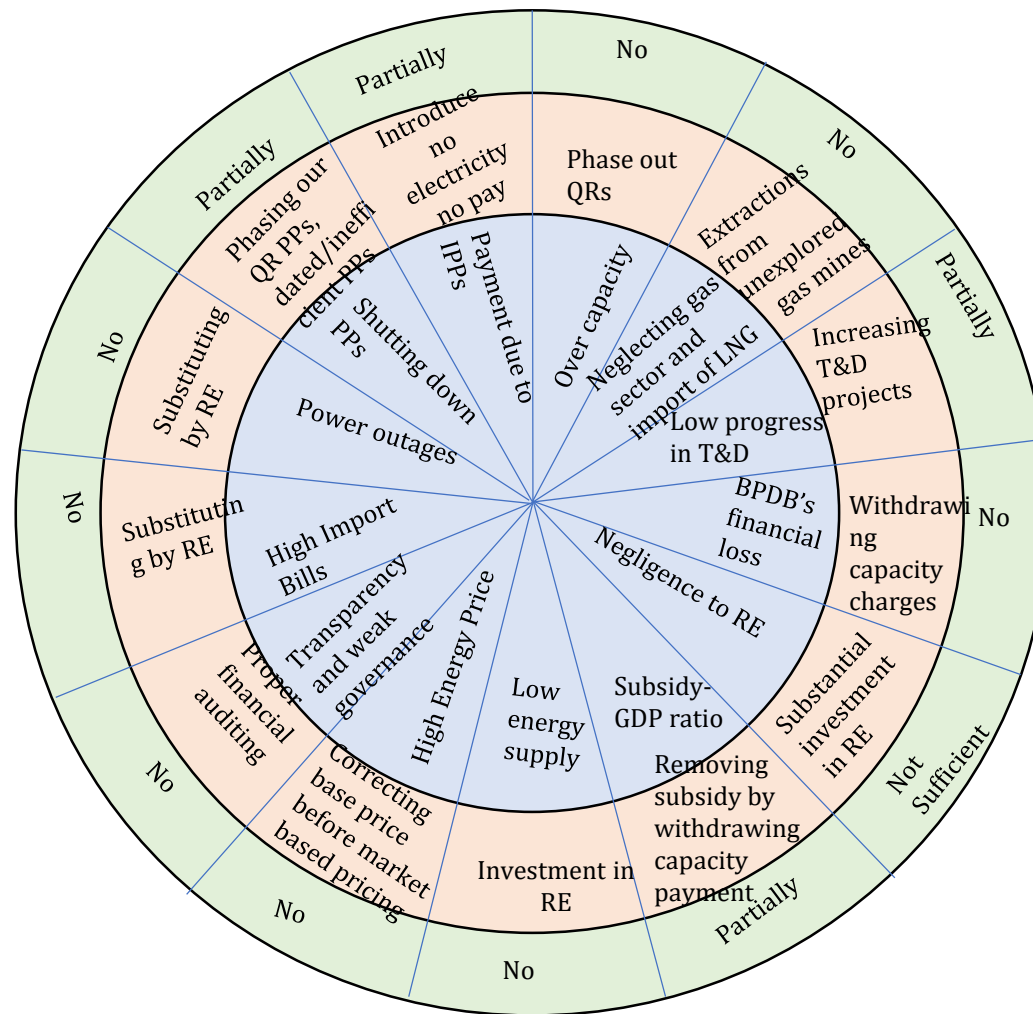 No
Phase out
QRs
Over capacity
No
Extractions
from
unexplored
gas mines
Neglecting gas
sector and
import of LNG
Partially
Increasing
T&D
projects
Low progress
in T&D
No
Withdrawi
ng
capacity
charges
BPDB’s
financial
loss
Not
Sufficient
Substantial
investment
in RE
Negligence to RE
Partially
Removing
subsidy by
withdrawing
capacity
payment
Subsidy-
GDP ratio
No
Investment in
RE
Low
energy
supply
No
Correcting
base price
before market
based pricing
High Energy Price
No
Proper
financial
auditing
Transparency
and weak
governance
No
Substitutin
g by RE
High Import
Bills
No
Substituting
by RE
Power outages
Partially
Phasing our
QR PPs,
dated/ineffi
cient PPs
Shutting down
PPs
Partially
Introduce
no
electricity
no pay
Payment due to
IPPs